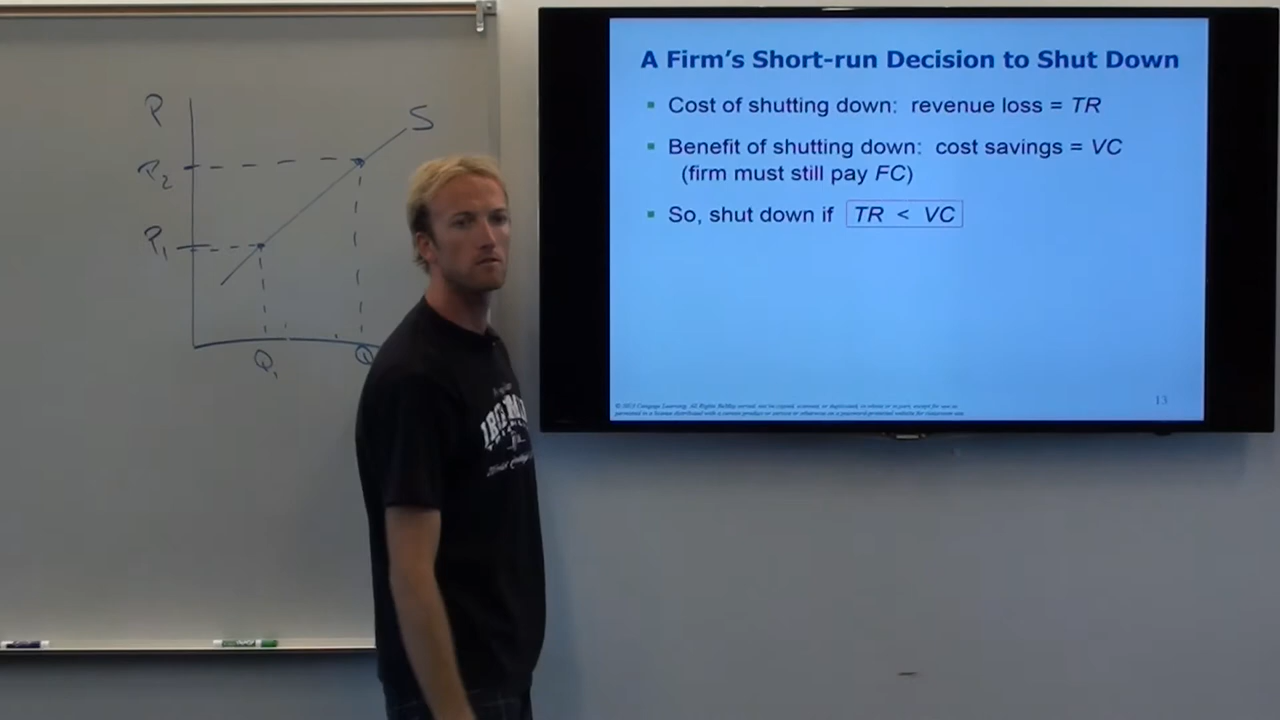 P
S
P2
P1
Q1
Q
A Firm's Short-run Decision to Shut Down
▪ Cost of shutting down: revenue loss = TR
▪ Benefit of shutting down: cost savings = VC
(firm must still pay FC)
▪ So, shut down if TR < VC
13